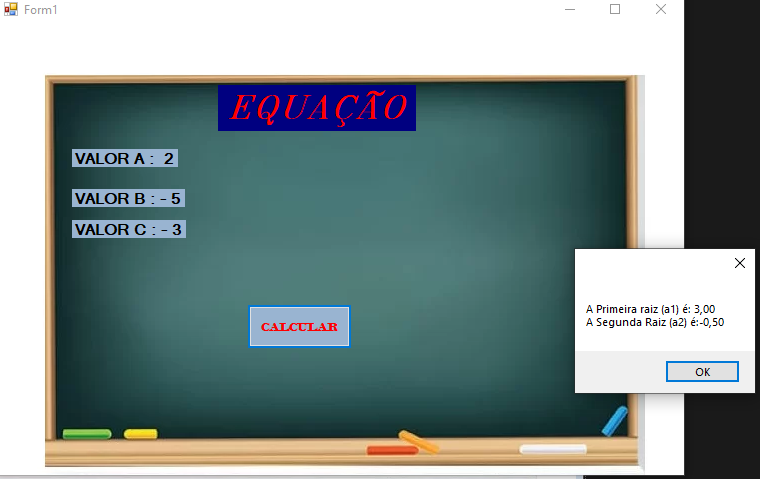 Form1
EQUAÇÃO
VALOR A :  2
VALOR B : - 5
VALOR C : - 3
CALCULAR
A Primeira raiz (a1) é: 3,00
A Segunda Raiz (a2) é:-0,50
OK